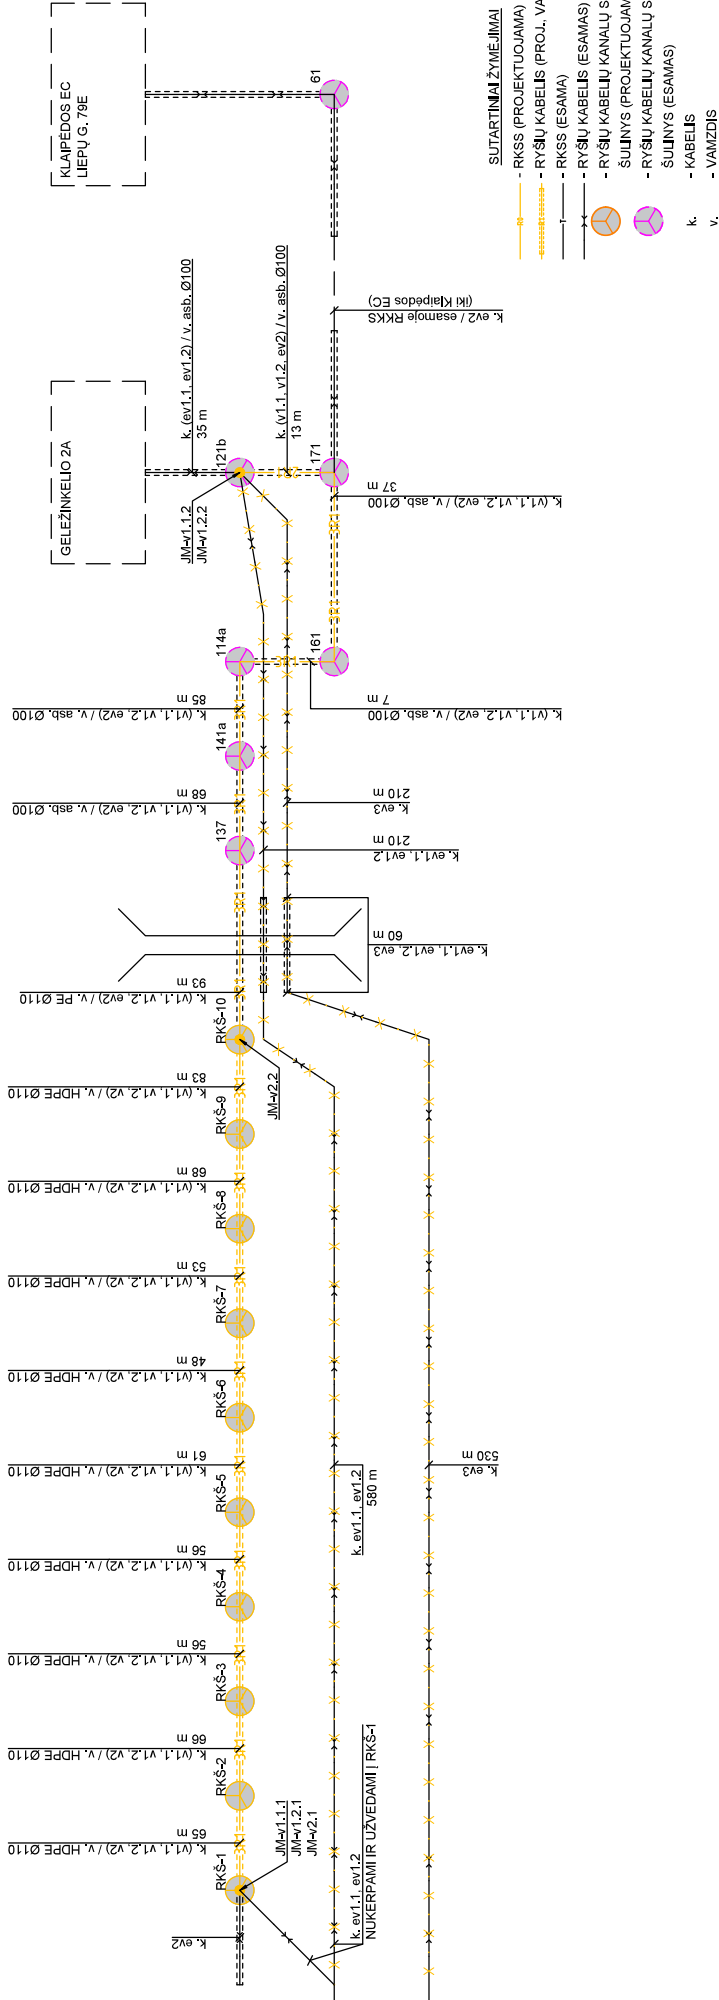 KLAIPĖDOS EC
LIEPŲ G. 79E
61
SUTARTINIAI ŽYMĖJIMAI
- RKSS (PROJEKTUOJAMA)
- RYŠIŲ KABELIS (PROJ., VA
- RKSS (ESAMA)
- RYŠIŲ KABELIS (ESAMAS)
- RYŠIŲ KABELIŲ KANALŲ S
ŠULINYS (PROJEKTUOJAM
- RYŠIŲ KABELIŲ KANALŲ S
ŠULINYS (ESAMAS)
k. - KABELIS
v. - VAMZDIS
k. (ev1.1, ev1.2) / v. asb. Ø100
35 m
k. (v1.1, v1.2, ev2) / v. asb. Ø100
13 m
k. ev2 / esamoje RKKS
(iki Klaipėdos EC)
GELEŽINKELIO 2A
121b
171
JM-v1.1.2
JM-v1.2.2
k. (v1.1, v1.2, ev2) / v. asb. Ø100
37 m
114a
161
k. (v1.1, v1.2, ev2) / v. asb. Ø100
7 m
k. (v1.1, v1.2, ev2) / v. asb. Ø100
85 m
141a
k. (v1.1, v1.2, ev2) / v. asb. Ø100
68 m
k. ev3
210 m
137
k. ev1.1, ev1.2
210 m
k. ev1.1, ev1.2, ev3
60 m
k. (v1.1, v1.2, ev2) / v. PE Ø110
93 m
RKŠ-10
JM-v2.2
k. (v1.1, v1.2, v2) / v. HDPE Ø110
83 m
RKŠ-9
k. (v1.1, v1.2, v2) / v. HDPE Ø110
68 m
RKŠ-8
k. (v1.1, v1.2, v2) / v. HDPE Ø110
53 m
RKŠ-7
k. (v1.1, v1.2, v2) / v. HDPE Ø110
48 m
RKŠ-6
k. (v1.1, v1.2, v2) / v. HDPE Ø110
61 m
RKŠ-5
k. ev1.1, ev1.2
580 m
k. ev3
530 m
k. (v1.1, v1.2, v2) / v. HDPE Ø110
56 m
RKŠ-4
k. (v1.1, v1.2, v2) / v. HDPE Ø110
56 m
RKŠ-3
k. (v1.1, v1.2, v2) / v. HDPE Ø110
66 m
RKŠ-2
k. (v1.1, v1.2, v2) / v. HDPE Ø110
65 m
RKŠ-1
JM-v1.1.1
JM-v1.2.1
JM-v2.1
k. ev1.1, ev1.2
NUKERPAMI IR UŽVEDAMI Į RKŠ-1
k. ev2